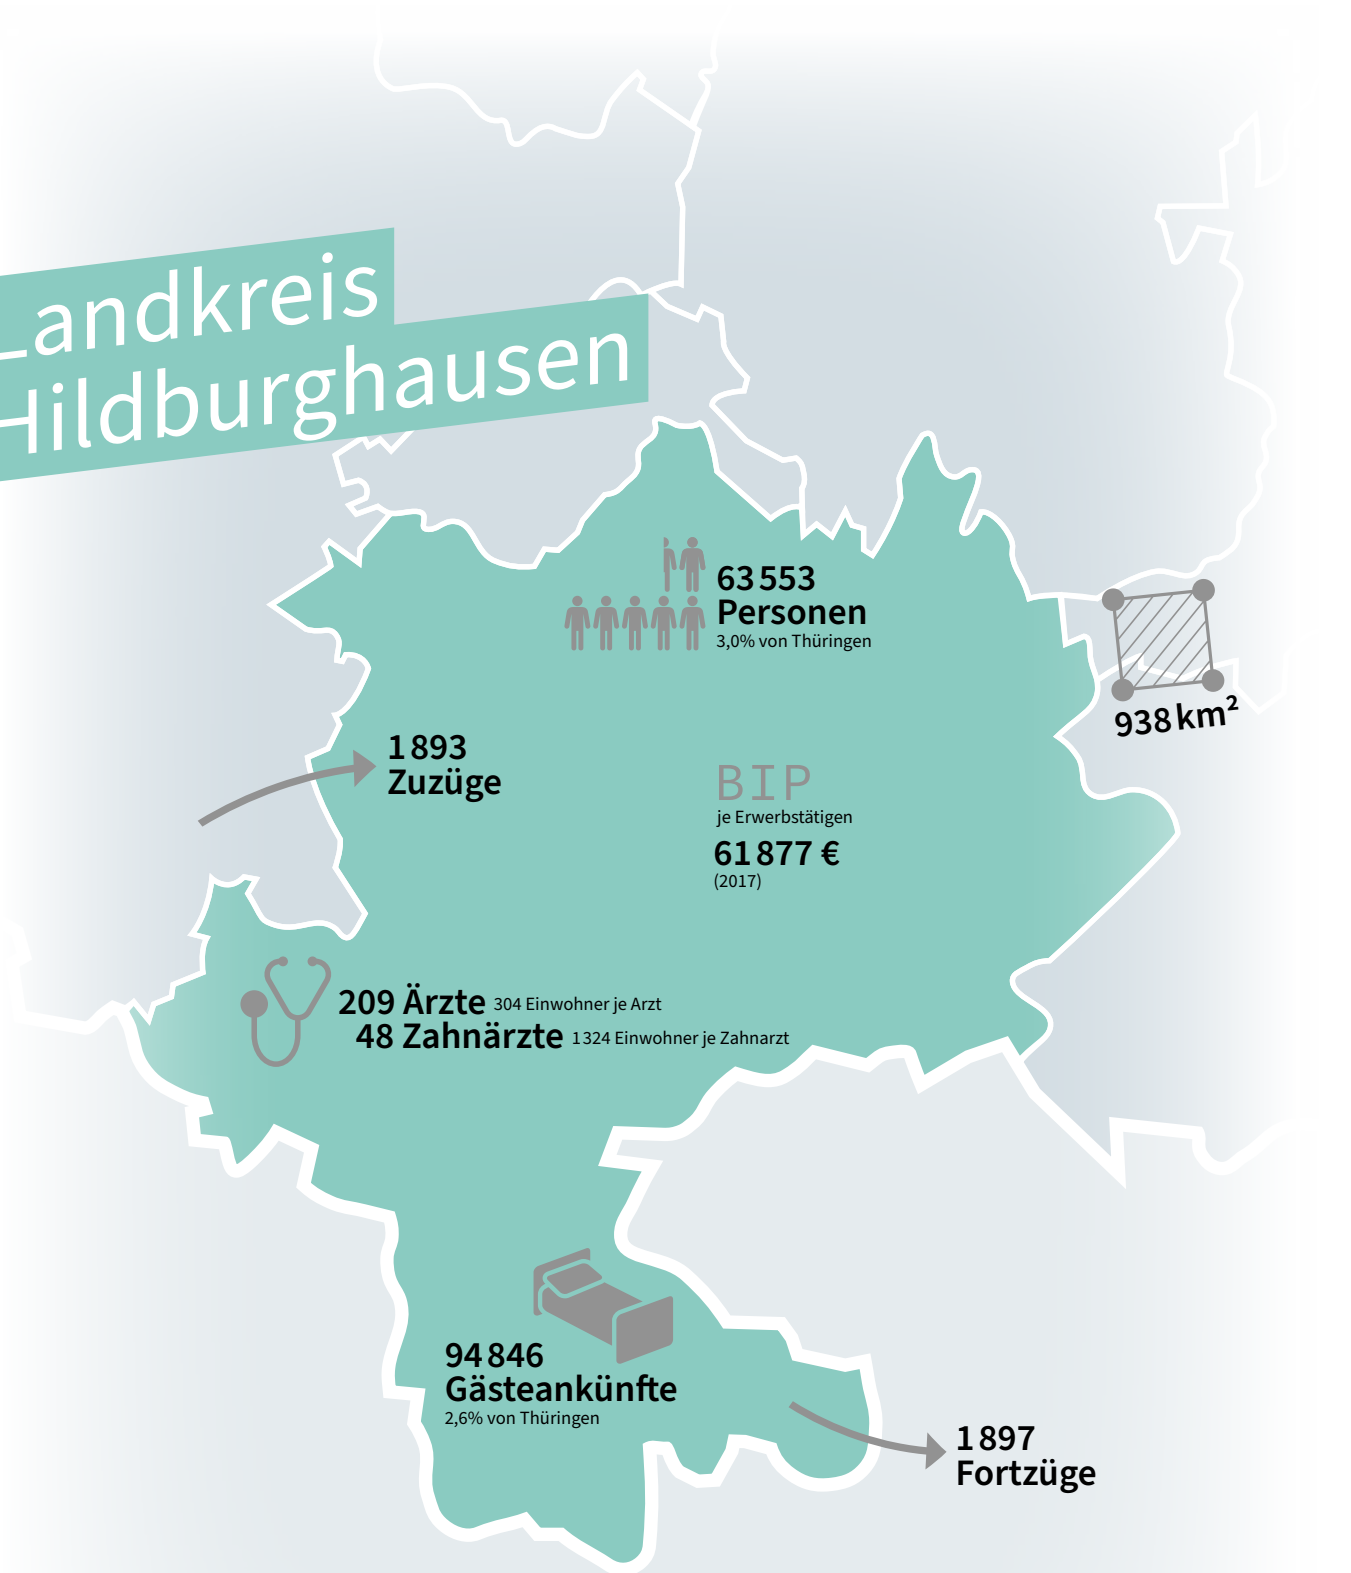 Landkreis
Hildburghausen
63 553
Personen
3,0% von Thüringen
938 km²
1 893
Zuzüge
BIP
je Erwerbstätigen
61 877 €
(2017)
209 Ärzte 304 Einwohner je Arzt
48 Zahnärzte 1 324 Einwohner je Zahnarzt
94 846
Gästeankünfte
2,6% von Thüringen
1 897
Fortzüge